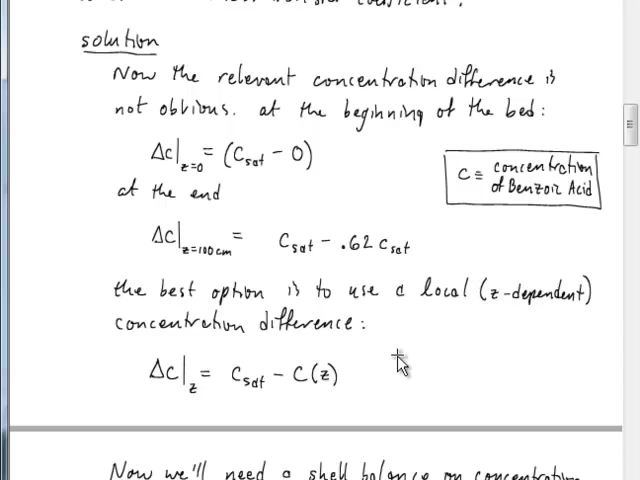 solution
Now the relevant concentration difference is
not obvious. at the beginning of the bed:
Δc|z=0 = (Csat - 0)
C ≡ concentration
of Benzoic Acid
at the end
Δc|z=100cm = Csat - .62 Csat
the best option is to use a local (z-dependent)
concentration difference:
Δc|z = Csat - C(z)
Now we'll need a shell balance on concentration